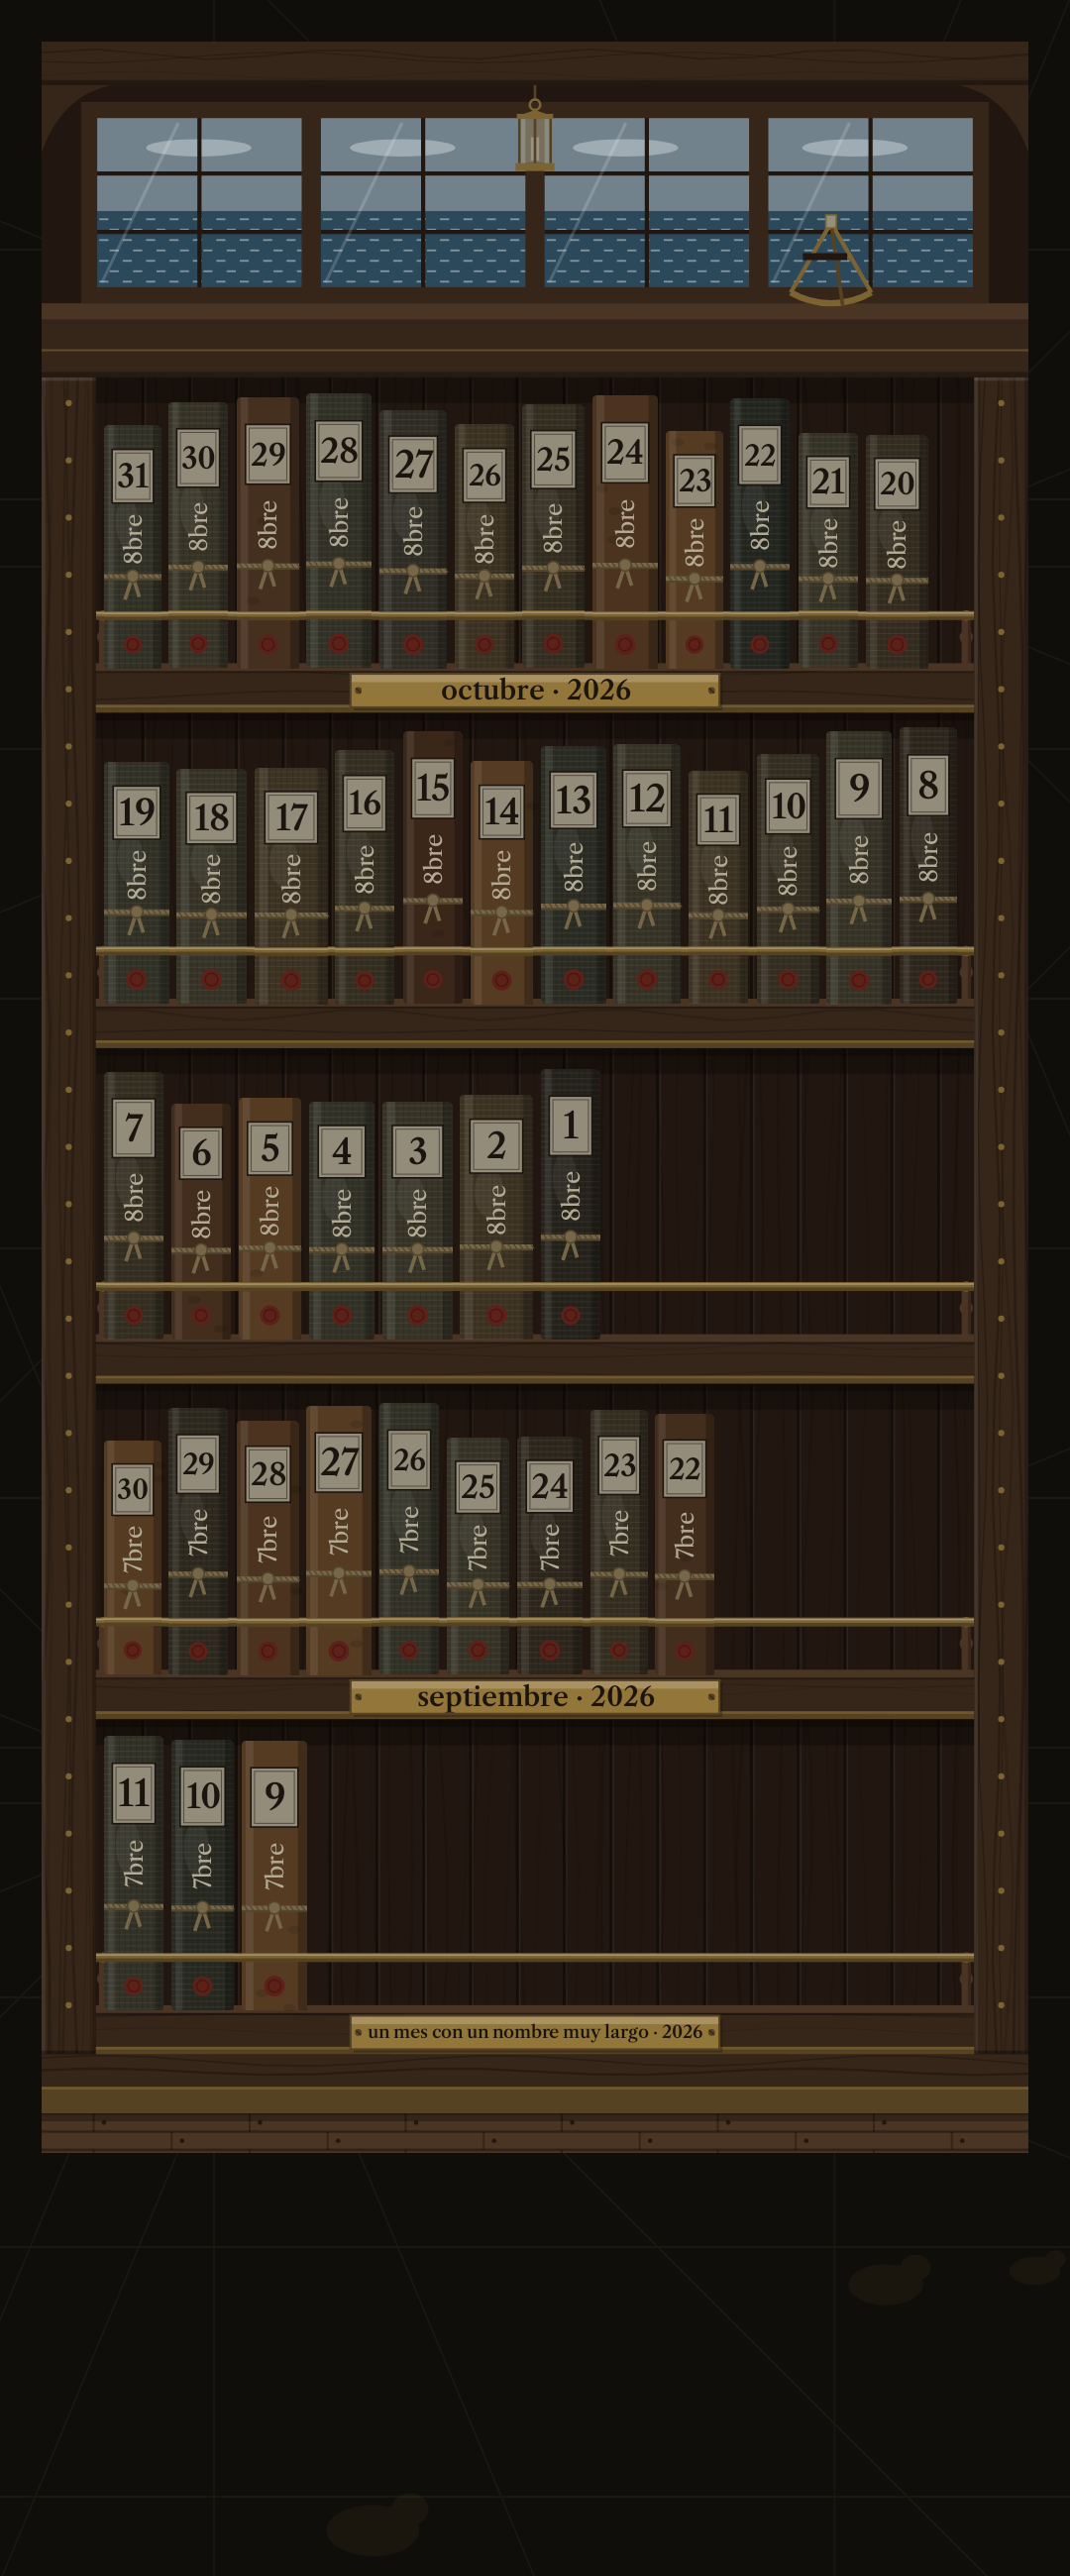 31 30 29 28 27 26 25 24 23 22 21 20
8bre 8bre 8bre 8bre 8bre 8bre 8bre 8bre 8bre 8bre 8bre 8bre
octubre · 2026
19 18 17 16 15 14 13 12 11 10 9 8
8bre 8bre 8bre 8bre 8bre 8bre 8bre 8bre 8bre 8bre 8bre 8bre
7 6 5 4 3 2 1
8bre 8bre 8bre 8bre 8bre 8bre 8bre
30 29 28 27 26 25 24 23 22
7bre 7bre 7bre 7bre 7bre 7bre 7bre 7bre 7bre
septiembre · 2026
11 10 9
7bre 7bre 7bre
un mes con un nombre muy largo · 2026